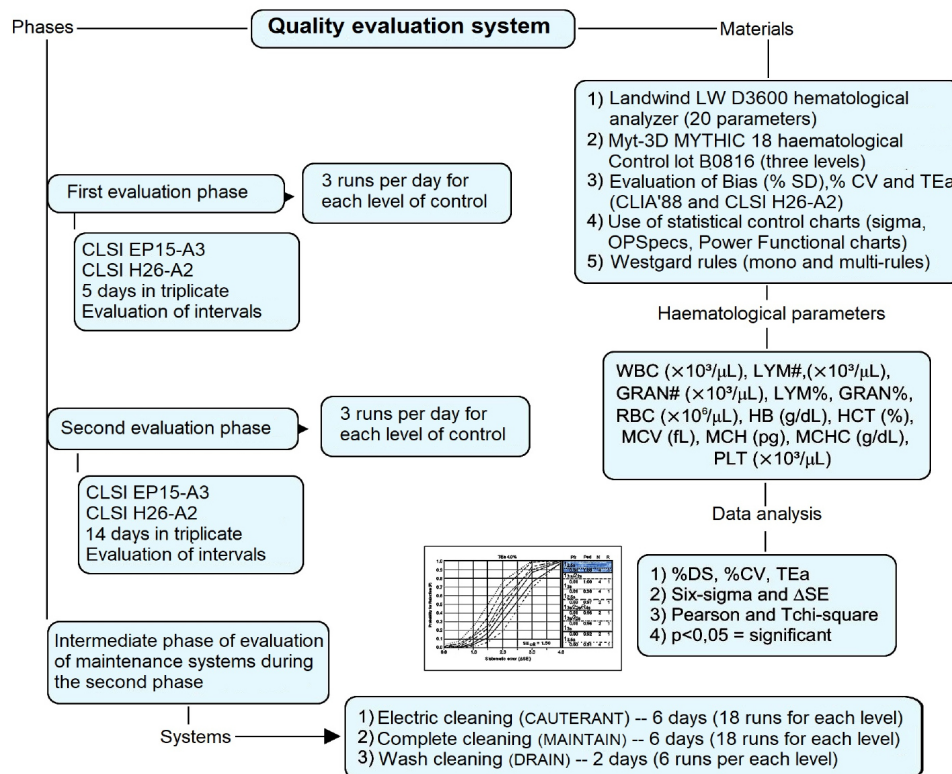 Phases
Quality evaluation system
Materials
First evaluation phase
3 runs per day for
each level of control
CLSI EP15-A3
CLSI H26-A2
5 days in triplicate
Evaluation of intervals
Second evaluation phase
3 runs per day for
each level of control
CLSI EP15-A3
CLSI H26-A2
14 days in triplicate
Evaluation of intervals
Intermediate phase of evaluation
of maintenance systems during
the second phase
Systems
1) Electric cleaning (CAUTERANT) -- 6 days (18 runs for each level)
2) Complete cleaning (MAINTAIN) -- 6 days (18 runs for each level)
3) Wash cleaning (DRAIN) -- 2 days (6 runs per each level)
1) Landwind LW D3600 hematological
analyzer (20 parameters)
2) Myt-3D MYTHIC 18 haematological
Control lot B0816 (three levels)
3) Evaluation of Bias (% SD),% CV and TEa
(CLIA'88 and CLSI H26-A2)
4) Use of statistical control charts (sigma,
OPSpecs, Power Functional charts)
5) Westgard rules (mono and multi-rules)
Haematological parameters
WBC (×10³/µL), LYM#,(×10³/µL),
GRAN# (×10³/µL), LYM%, GRAN%,
RBC (×10⁶/µL), HB (g/dL), HCT (%)
MCV (fL), MCH (pg), MCHC (g/dL),
PLT (×10³/µL)
Data analysis
1) %DS, %CV, TEa
2) Six-sigma and ΔSE
3) Pearson and Tchi-square
4) p<0,05 = significant